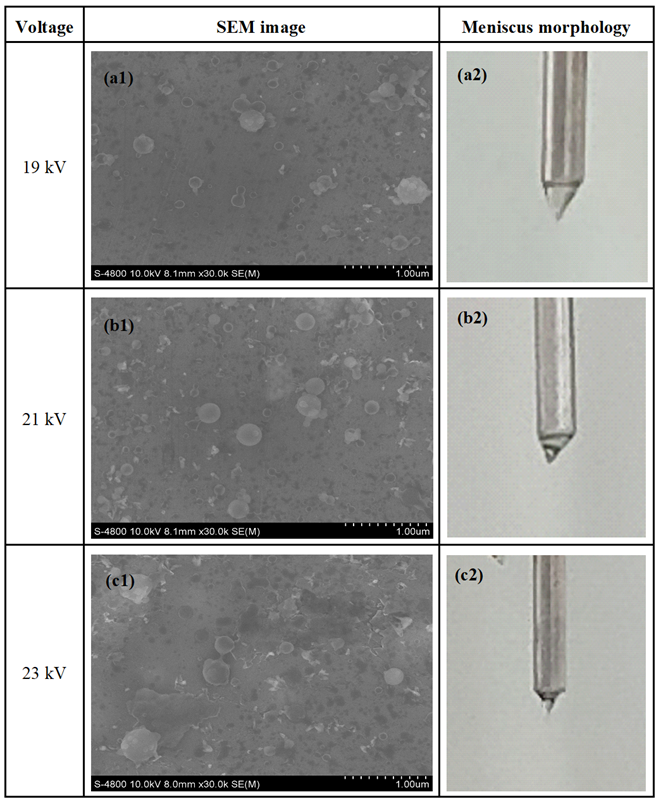 Voltage SEM image Meniscus morphology
19 kV
(a1)
S-4800 10.0kV 8.1mm x30.0k SE(M) 1.00um
(a2)
21 kV
(b1)
S-4800 10.0kV 8.1mm x30.0k SE(M) 1.00um
(b2)
23 kV
(c1)
S-4800 10.0kV 8.0mm x30.0k SE(M) 1.00um
(c2)